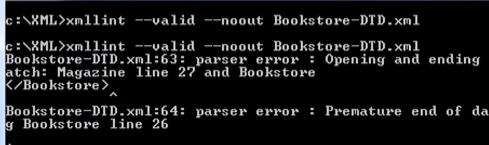 c:\XML>xmllint --valid --noout Bookstore-DTD.xml
c:\XML>xmllint --valid --noout Bookstore-DTD.xml
Bookstore-DTD.xml:63: parser error : Opening and ending
atch: Magazine line 27 and Bookstore
</Bookstore>
^
Bookstore-DTD.xml:64: parser error : Premature end of da
g Bookstore line 26